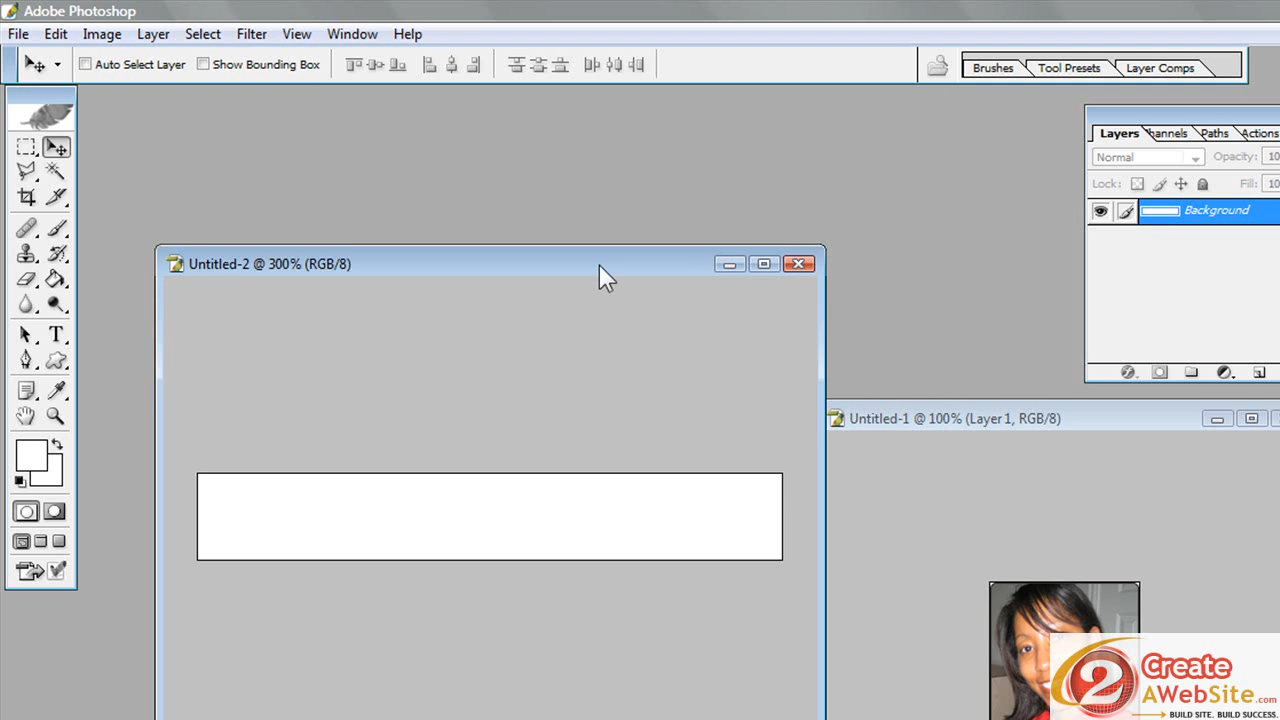 Adobe Photoshop
File Edit Image Layer Select Filter View Window Help
Auto Select Layer Show Bounding Box Brushes Tool Presets Layer Comps
Layers hannels Paths Actions
Normal Opacity: 10
Lock: Fill: 10
Background
Untitled-2 @ 300% (RGB/8)
Untitled-1 @ 100% (Layer 1, RGB/8)
T
2 Create
AWebSite.com
BUILD SITE. BUILD SUCCESS.